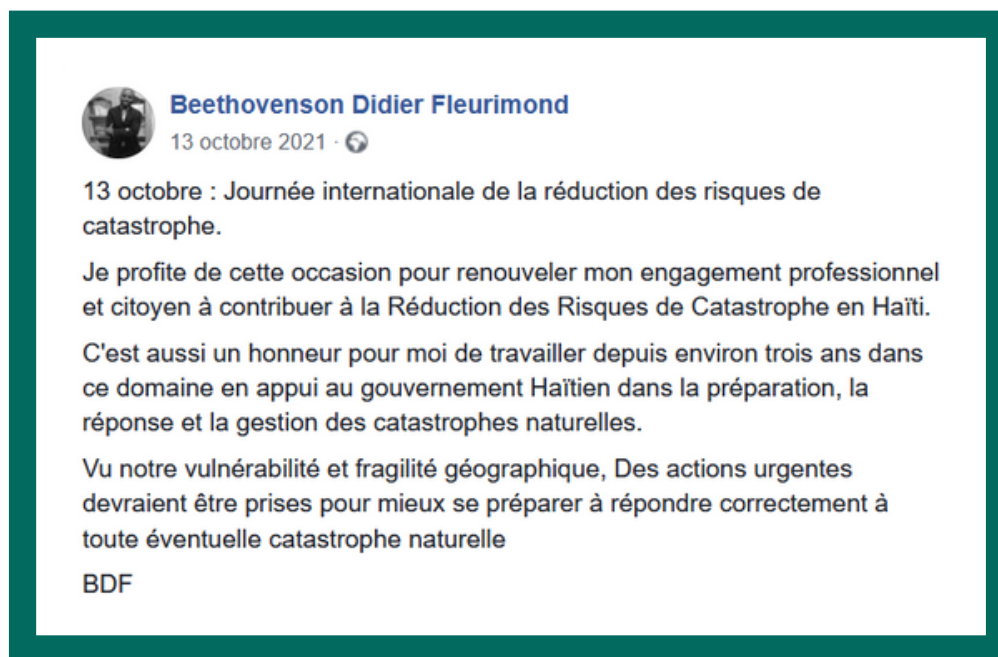 Beethovenson Didier Fleurimond
13 octobre 2021 ·
13 octobre : Journée internationale de la réduction des risques de
catastrophe.
Je profite de cette occasion pour renouveler mon engagement professionnel
et citoyen à contribuer à la Réduction des Risques de Catastrophe en Haïti.
C'est aussi un honneur pour moi de travailler depuis environ trois ans dans
ce domaine en appui au gouvernement Haïtien dans la préparation, la
réponse et la gestion des catastrophes naturelles.
Vu notre vulnérabilité et fragilité géographique, Des actions urgentes
devraient être prises pour mieux se préparer à répondre correctement à
toute éventuelle catastrophe naturelle
BDF